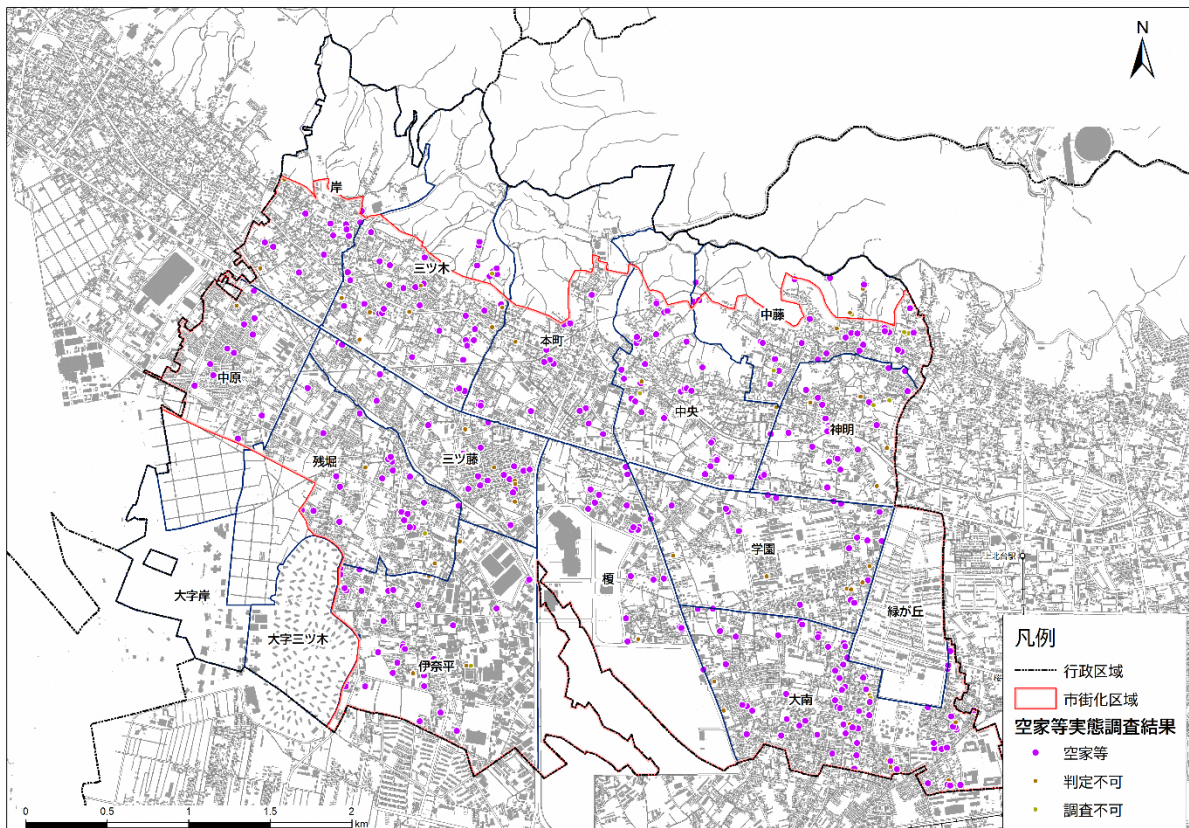 N
岸
三ツ木
中藤
本町
中原
中央
神明
残堀
三ツ藤
学園
上北台駅
榎
緑が丘
大字岸
大字三ツ木
伊奈平
大南
凡例
行政区域
市街化区域
空家等実態調査結果
空家等
判定不可
調査不可
0 0.5 1 1.5 2
km